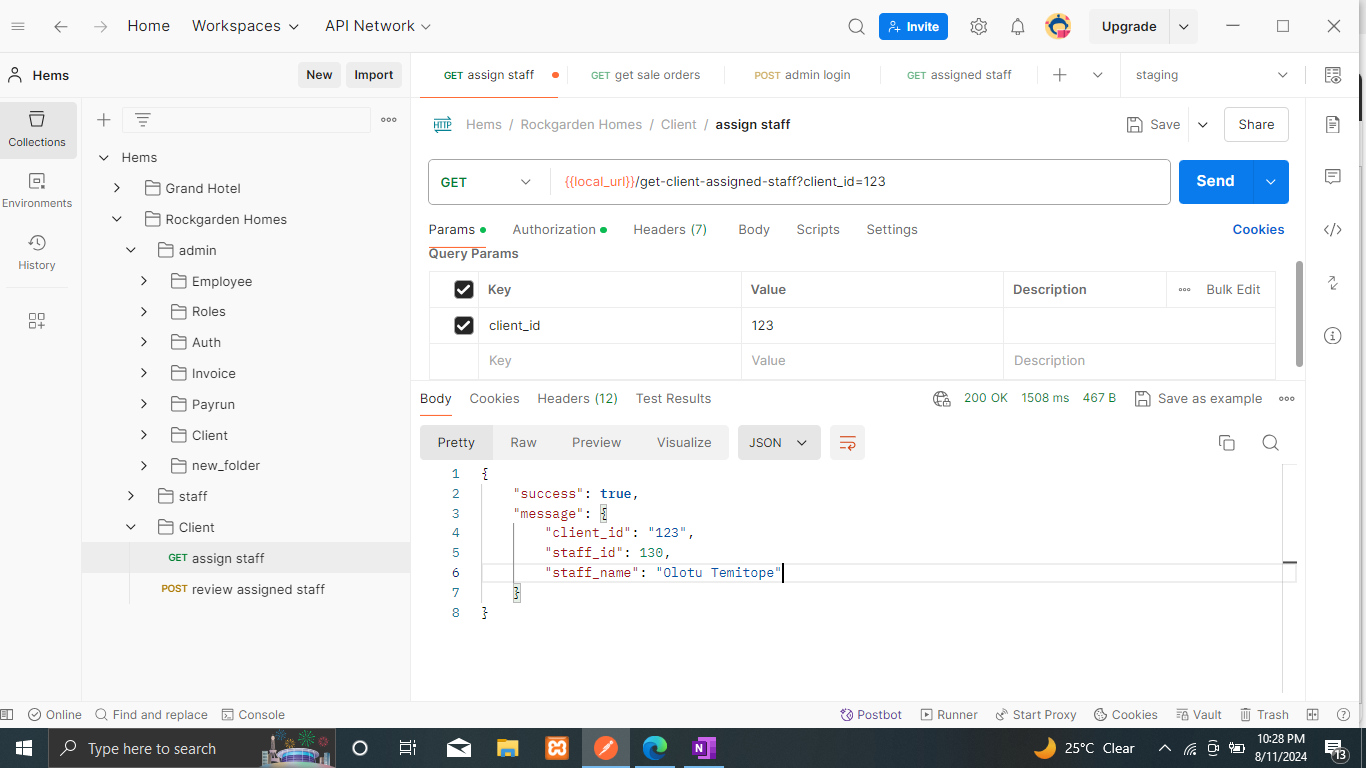 Home Workspaces API Network Invite Upgrade
Hems New Import GET assign staff GET get sale orders POST admin login GET assigned staff staging
Collections
Environments
History
Hems
Grand Hotel
Rockgarden Homes
admin
Employee
Roles
Auth
Invoice
Payrun
Client
new_folder
staff
Client
GET assign staff
POST review assigned staff
HTTP Hems / Rockgarden Homes / Client / assign staff Save Share
GET {{local_url}}/get-client-assigned-staff?client_id=123 Send
Params Authorization Headers (7) Body Scripts Settings Cookies
Query Params
Key Value Description Bulk Edit
client_id 123
Key Value Description
Body Cookies Headers (12) Test Results 200 OK 1508 ms 467 B Save as example
Pretty Raw Preview Visualize JSON
1 {
2 "success": true,
3 "message": {
4 "client_id": "123",
5 "staff_id": 130,
6 "staff_name": "Olotu Temitope"
7 }
8 }
Online Find and replace Console Postbot Runner Start Proxy Cookies Vault Trash
Type here to search 25°C Clear 10:28 PM
8/11/2024 13